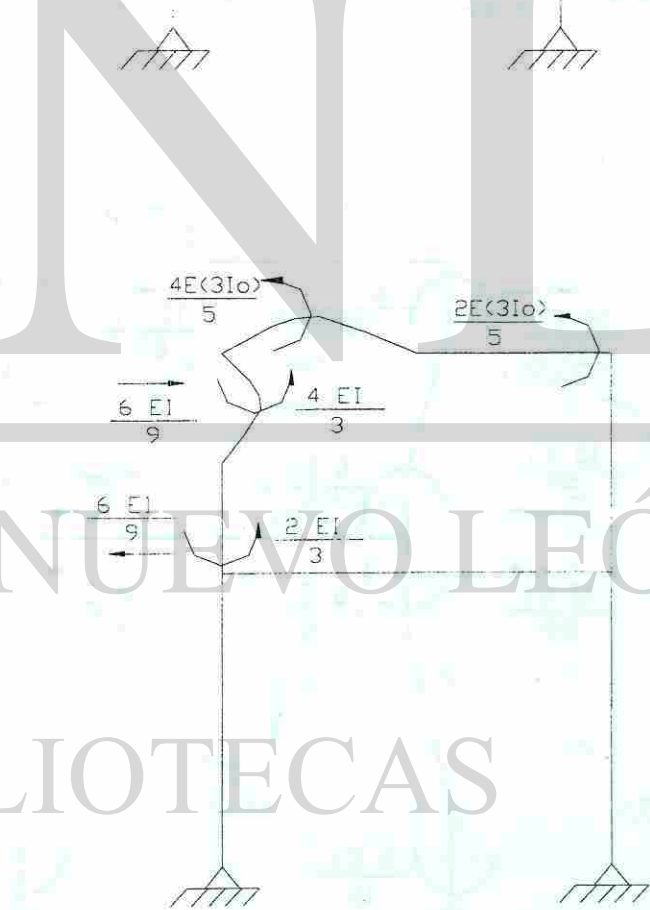 4E(3Io)
5
2E(3Io)
5
6 EI
9
4 EI
3
6 EI
9
2 EI
3
NUEVO LEÓ
LIOTECAS